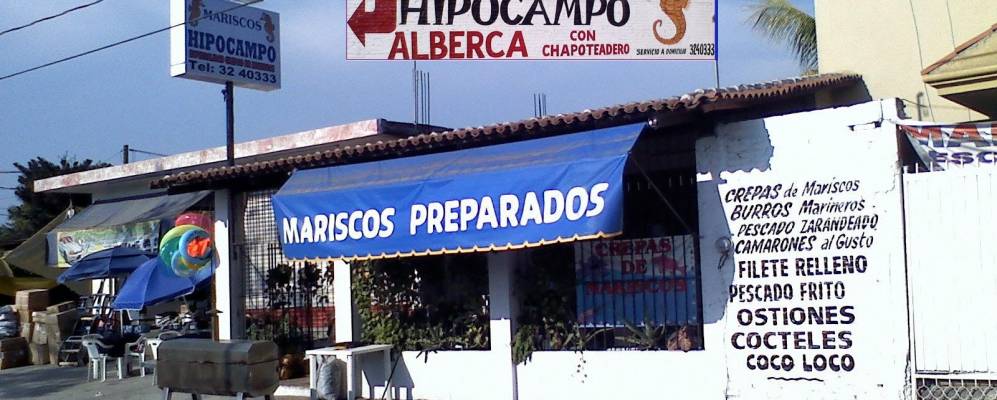 MARISCOS
HIPOCAMPO
Tel: 32 40333
HIPOCAMPO
ALBERCA
CON
CHAPOTEADERO
SERVICIO A DOMICILIO 3240333
MARISCOS PREPARADOS
CREPAS
DE
MARISCOS
CREPAS de Mariscos
BURROS Marineros
PESCADO ZARANDEADO
CAMARONES al Gusto
FILETE RELLENO
PESCADO FRITO
OSTIONES
COCTELES
COCO LOCO